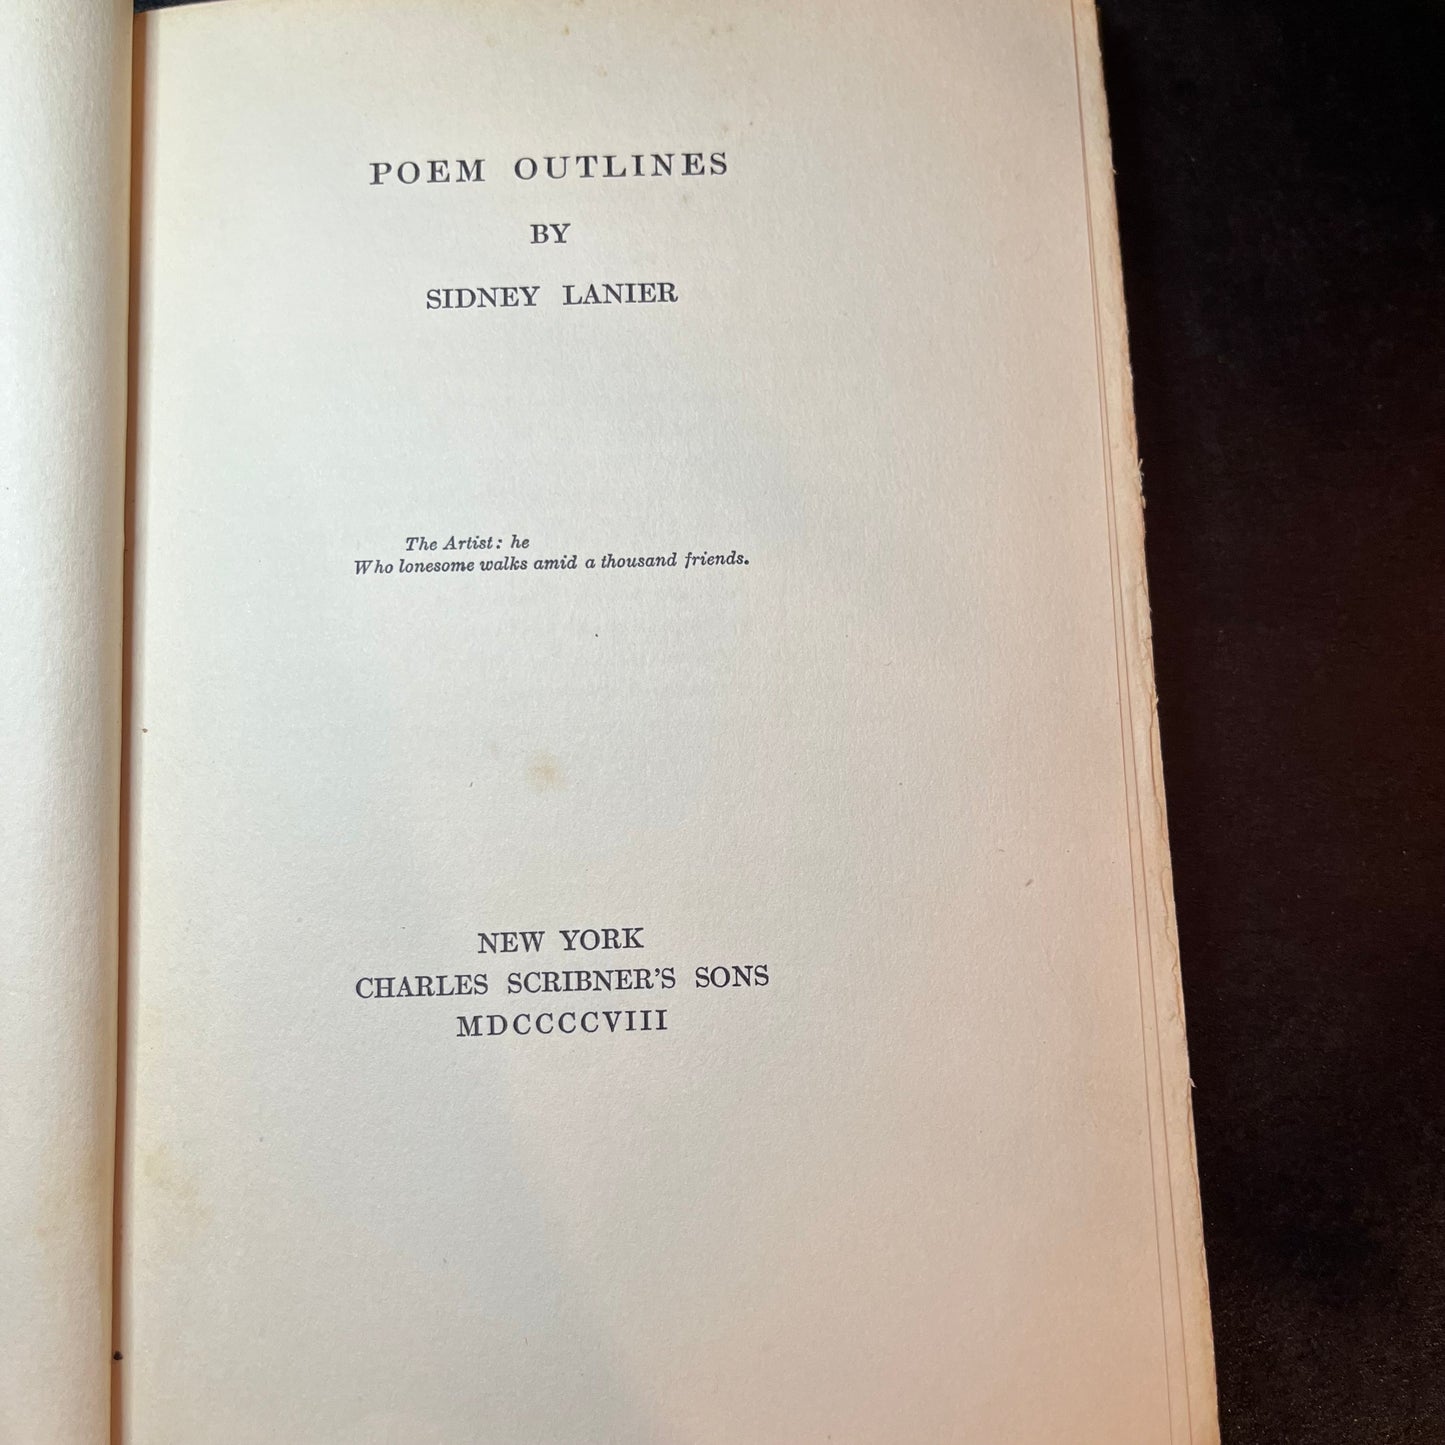 POEM OUTLINES
BY
SIDNEY LANIER
The Artist: he
Who lonesome walks amid a thousand friends.
NEW YORK
CHARLES SCRIBNER'S SONS
MDCCCCVIII